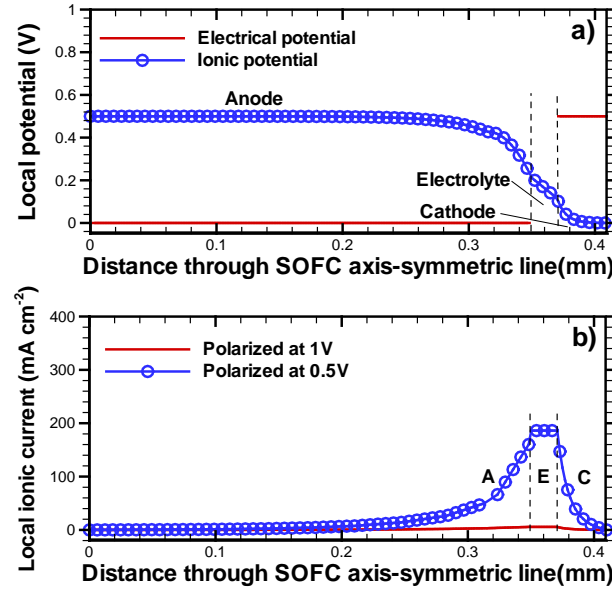 a)
Electrical potential
Ionic potential
Anode
Electrolyte
Cathode
Local potential (V)
1
0.8
0.6
0.4
0.2
0
0 0.1 0.2 0.3 0.4
Distance through SOFC axis-symmetric line(mm)
b)
Polarized at 1V
Polarized at 0.5V
A E C
Local ionic current (mA cm-2)
400
300
200
100
0
0 0.1 0.2 0.3 0.4
Distance through SOFC axis-symmetric line(mm)